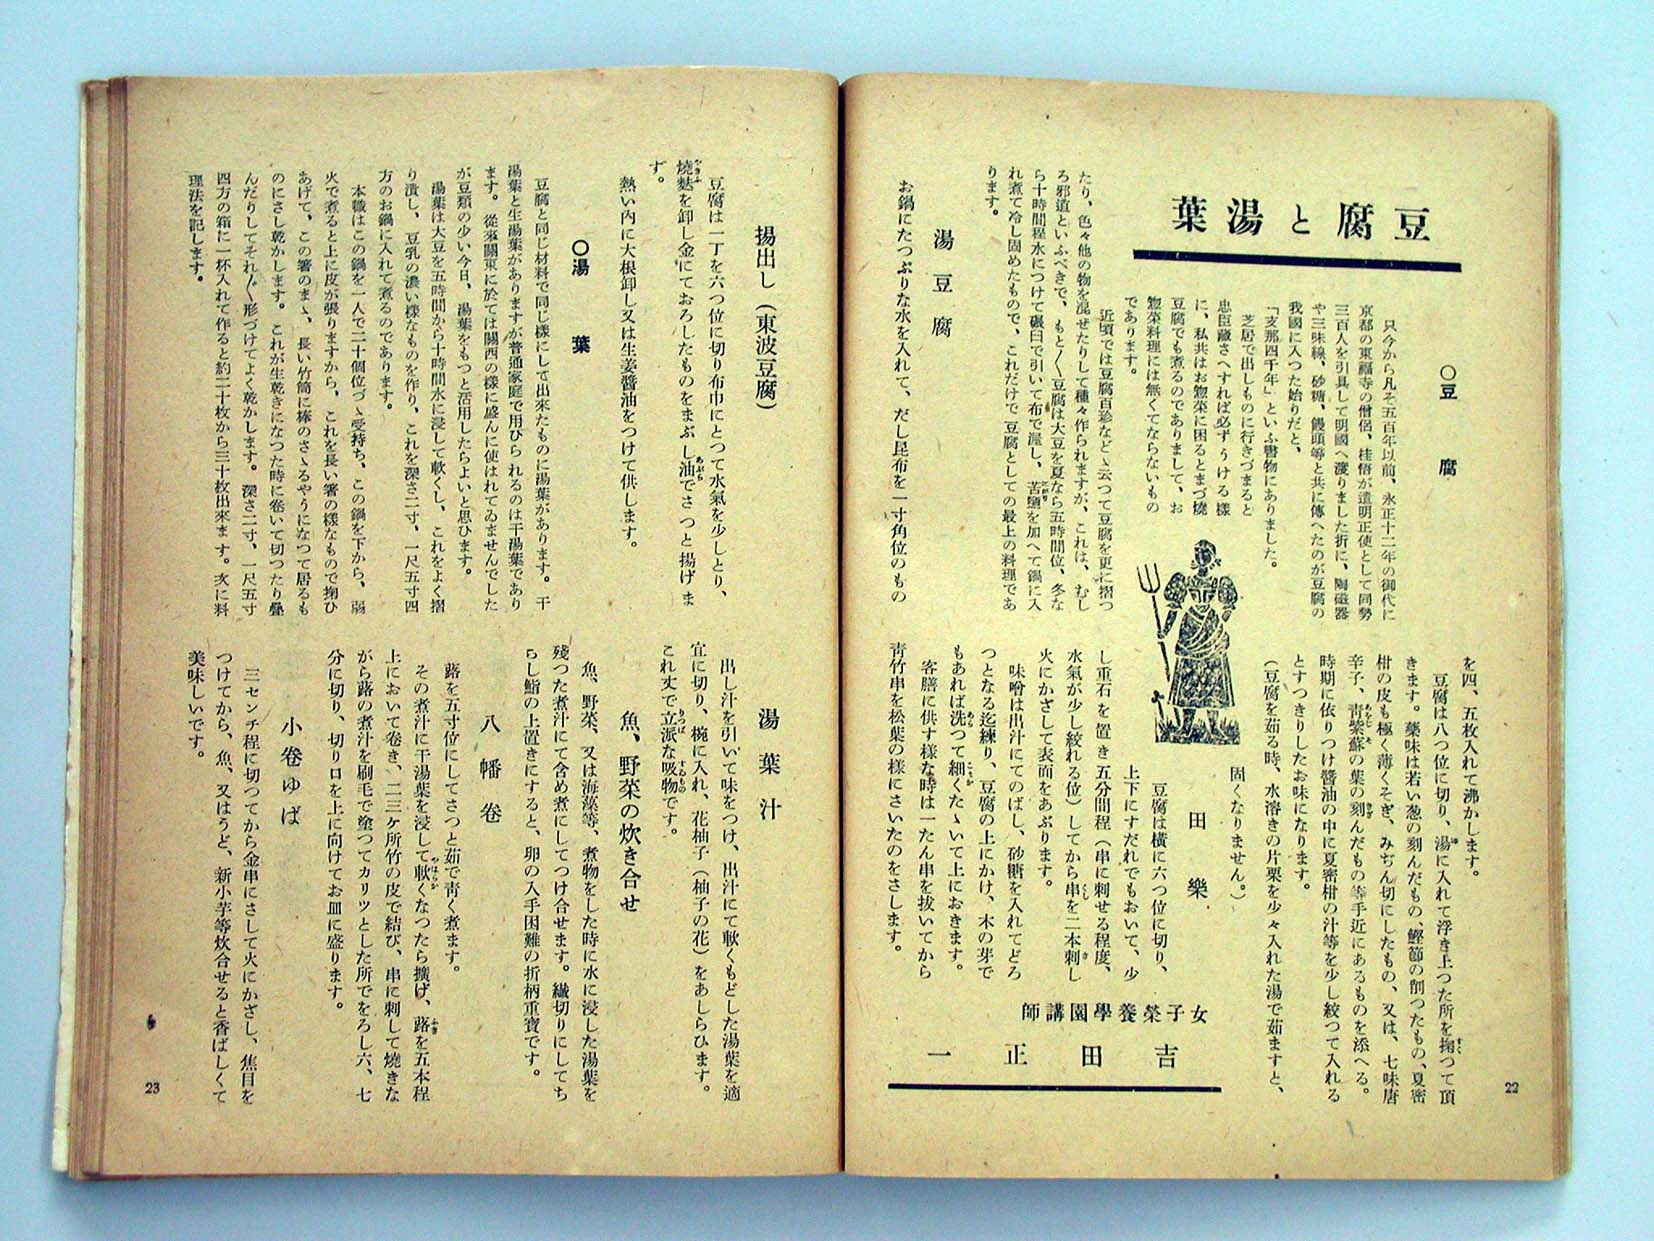 豆腐と湯葉
○豆腐
只今から凡そ五百年以前、永正十二年の御代に
京都の東福寺の僧侶、桂悟が遣明正使として同勢
三百人を引具して明國へ渡りました折に、陶磁器
や三味線、砂糖、饅頭等と共に傳へたのが豆腐の
我國に入つた始りだと、
「支那四千年」といふ書物にありました。
芝居で出しものに行きづまると
忠臣藏さへすれば必ずうける様
に、私共はお惣菜に困るとまづ燒
豆腐でも煮るのでありまして、お
惣菜料理には無くてならないもの
であります。
近頃では豆腐百珍などゝ云つて豆腐を更に摺つ
たり、色々他の物を混ぜたりして種々作られますが、これは、むし
ろ邪道といふべきで、もと〳〵豆腐は大豆を夏なら五時間位、冬な
ら十時間程水につけて碾臼で引いて布で漉し、苦鹽を加へて鍋に入
れ煮て冷し固めたもので、これだけで豆腐としての最上の料理であ
ります。
湯豆腐
お鍋にたつぷりな水を入れて、だし昆布を一寸角位のもの
を四、五枚入れて沸かします。
豆腐は八つ位に切り、湯に入れて浮き上つた所を掬つて頂
きます。藥味は若い葱の刻んだもの、鰹節の削つたもの、夏密
柑の皮も極く薄くそぎ、みぢん切にしたもの、又は、七味唐
辛子、靑紫蘇の葉の刻んだもの等手近にあるものを添へる。
時期に依りつけ醬油の中に夏密柑の汁等を少し絞つて入れる
とすつきりしたお味になります。
（豆腐を茹る時、水溶きの片栗を少々入れた湯で茹ますと、
固くなりません。）
田樂
豆腐は横に六つ位に切り、
上下にすだれでもおいて、少
し重石を置き五分間程（串に刺せる程度、
水氣が少し絞れる位）してから串を二本刺し
火にかざして表面をあぶります。
味噌は出汁にてのばし、砂糖を入れてどろ
つとなる迄練り、豆腐の上にかけ、木の芽で
もあれば洗つて細くたゝいて上におきます。
客膳に供す様な時は一たん串を拔いてから
靑竹串を松葉の様にさいたのをさします。
女子榮養學園講師
吉田正一
22
揚出し（東波豆腐）
豆腐は一丁を六つ位に切り布巾にとつて水氣を少しとり、
燒麩を卸し金にておろしたものをまぶし油でさつと揚げま
す。
熱い內に大根卸し又は生姜醬油をつけて供します。
○湯葉
豆腐と同じ材料で同じ樣にして出來たものに湯葉があります。干
湯葉と生湯葉がありますが普通家庭で用ひられるのは干湯葉であり
ます。從來關東に於ては關西の樣に盛んに使はれてゐませんでした
が豆類の少い今日、湯葉をもつと活用したらよいと思ひます。
湯葉は大豆を五時間から十時間水に浸して軟くし、これをよく摺
り潰し、豆乳の濃い樣なものを作り、これを深さ二寸、一尺五寸四
方のお鍋に入れて煮るのであります。
本職はこの鍋を一人で二十個位づゝ受持ち、この鍋を下から、弱
火で煮ると上に皮が張りますから、これを長い箸の樣なもので掬ひ
あげて、この箸のまゝ、長い竹筒に棒のさゝるやうになつて居るも
のにさし乾かします。これが生乾きになつた時に卷いて切つたり疊
んだりしてそれ〴〵形づけてよく乾かします。深さ二寸、一尺五寸
四方の箱に一杯入れて作ると約二十枚から三十枚出來ます。次に料
理法を記します。
湯葉汁
出し汁を引いて味をつけ、出汁にて軟くもどした湯葉を適
宜に切り、椀に入れ、花柚子（柚子の花）をあしらひます。
これ丈で立派な吸物です。
魚、野菜の炊き合せ
魚、野菜、又は海藻等、煮物をした時に水に浸した湯葉を
殘つた煮汁にて含め煮にしてつけ合せます。纎切りにしてち
らし鮨の上置きにすると、卵の入手困難の折柄重寶です。
八幡卷
蕗を五寸位にしてさつと茹で靑く煮ます。
その煮汁に干湯葉を浸して軟くなつたら擴げ、蕗を五本程
上において卷き、二三ヶ所竹の皮で結び、串に刺して燒きな
がら蕗の煮汁を刷毛で塗つてカリツとした所でをろし六、七
分に切り、切り口を上に向けてお皿に盛ります。
小卷ゆば
三センチ程に切つてから金串にさして火にかざし、焦目を
つけてから、魚、又はうど、新小芋等炊合せると香ばしくて
美味しいです。
23